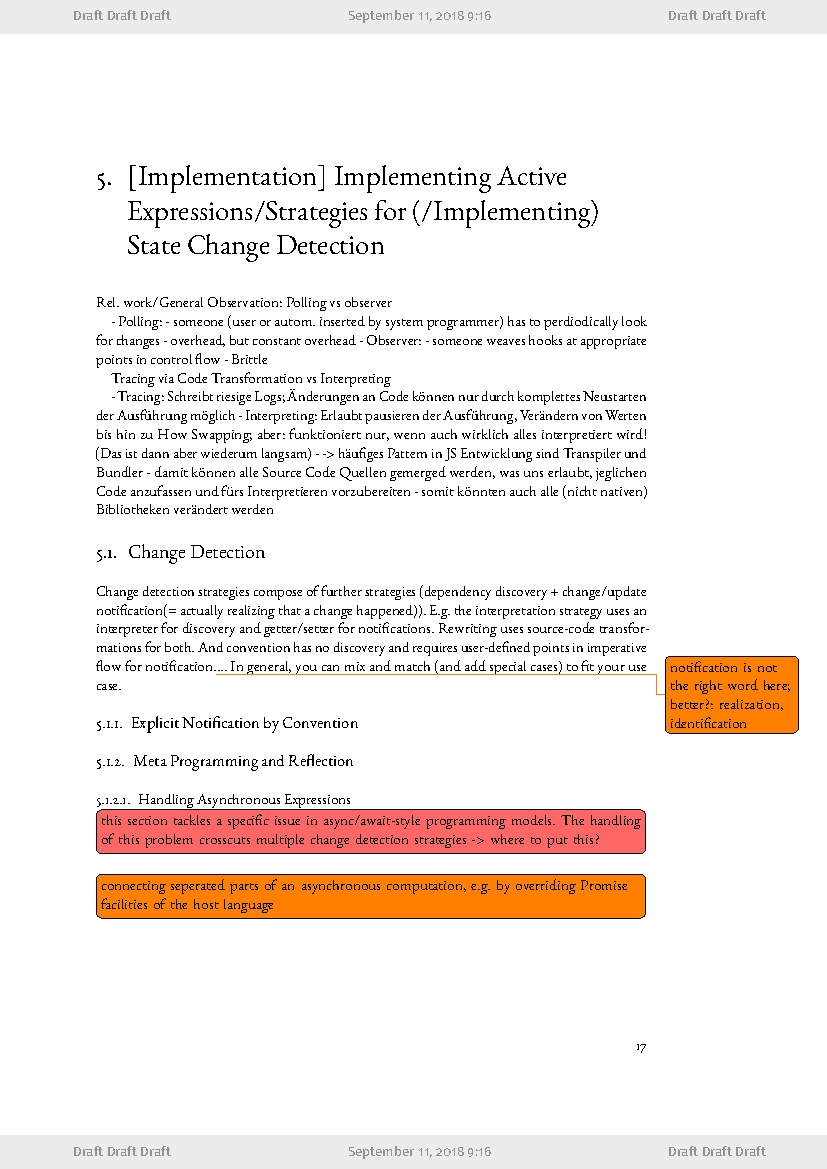 Draft Draft Draft September 11, 2018 9:16 Draft Draft Draft
5. [Implementation] Implementing Active
Expressions/Strategies for (/Implementing)
State Change Detection
Rel. work/General Observation: Polling vs observer
- Polling: - someone (user or autom. inserted by system programmer) has to perdiodically look
for changes - overhead, but constant overhead - Observer: - someone weaves hooks at appropriate
points in control flow - Brittle
Tracing via Code Transformation vs Interpreting
- Tracing: Schreibt riesige Logs; Änderungen an Code können nur durch komplettes Neustarten
der Ausführung möglich - Interpreting: Erlaubt pausieren der Ausführung, Verändern von Werten
bis hin zu How Swapping; aber: funktioniert nur, wenn auch wirklich alles interpretiert wird!
(Das ist dann aber wiederum langsam) - -> häufiges Pattern in JS Entwicklung sind Transpiler und
Bundler - damit können alle Source Code Quellen gemerged werden, was uns erlaubt, jeglichen
Code anzufassen und fürs Interpretieren vorzubereiten - somit könnten auch alle (nicht nativen)
Bibliotheken verändert werden
5.1. Change Detection
Change detection strategies compose of further strategies (dependency discovery + change/update
notification(= actually realizing that a change happened)). E.g. the interpretation strategy uses an
interpreter for discovery and getter/setter for notifications. Rewriting uses source-code transfor-
mations for both. And convention has no discovery and requires user-defined points in imperative
flow for notification.... In general, you can mix and match (and add special cases) to fit your use
case.
notification is not
the right word here;
better?: realization,
identification
5.1.1. Explicit Notification by Convention
5.1.2. Meta Programming and Reflection
5.1.2.1. Handling Asynchronous Expressions
this section tackles a specific issue in async/await-style programming models. The handling
of this problem crosscuts multiple change detection strategies -> where to put this?
connecting seperated parts of an asynchronous computation, e.g. by overriding Promise
facilities of the host language
17
Draft Draft Draft September 11, 2018 9:16 Draft Draft Draft